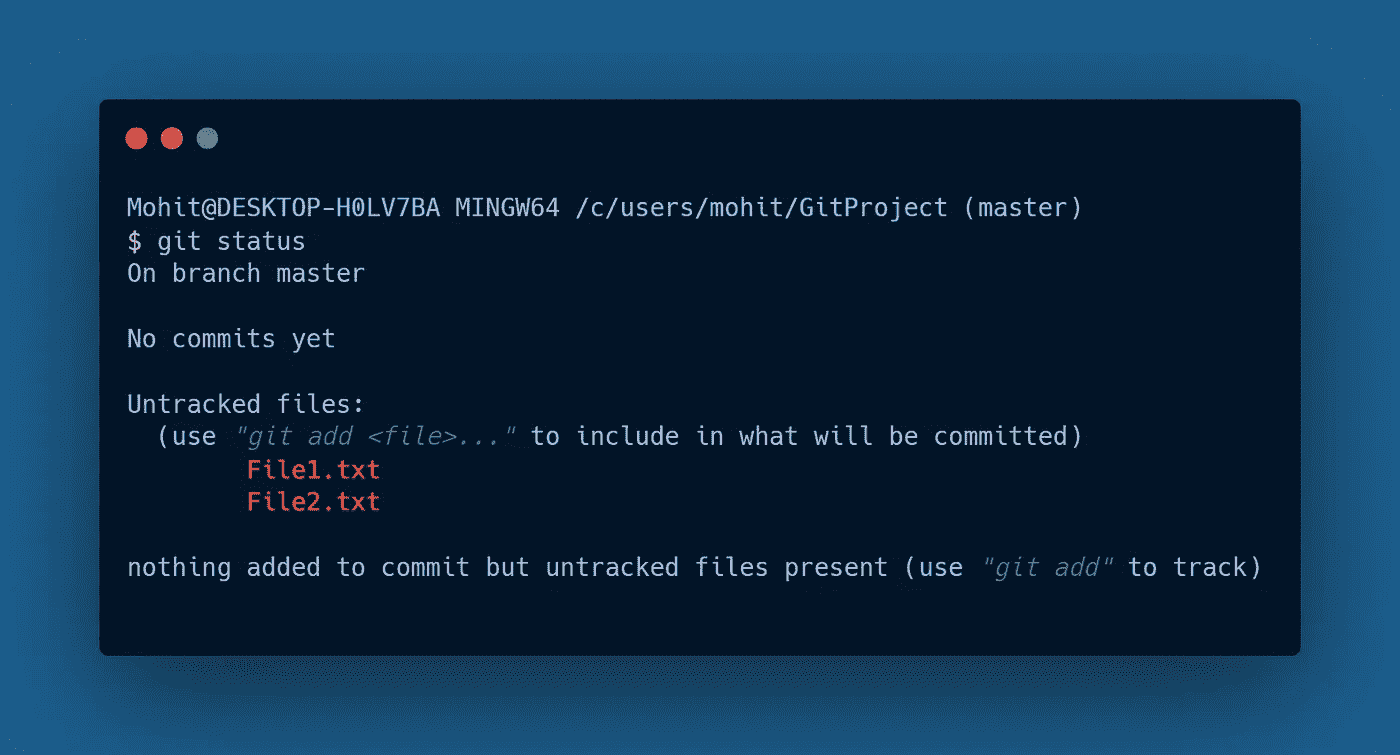 Mohit@DESKTOP-H0LV7BA MINGW64 /c/users/mohit/GitProject (master)
$ git status
On branch master
No commits yet
Untracked files:
(use "git add <file>..." to include in what will be committed)
File1.txt
File2.txt
nothing added to commit but untracked files present (use "git add" to track)